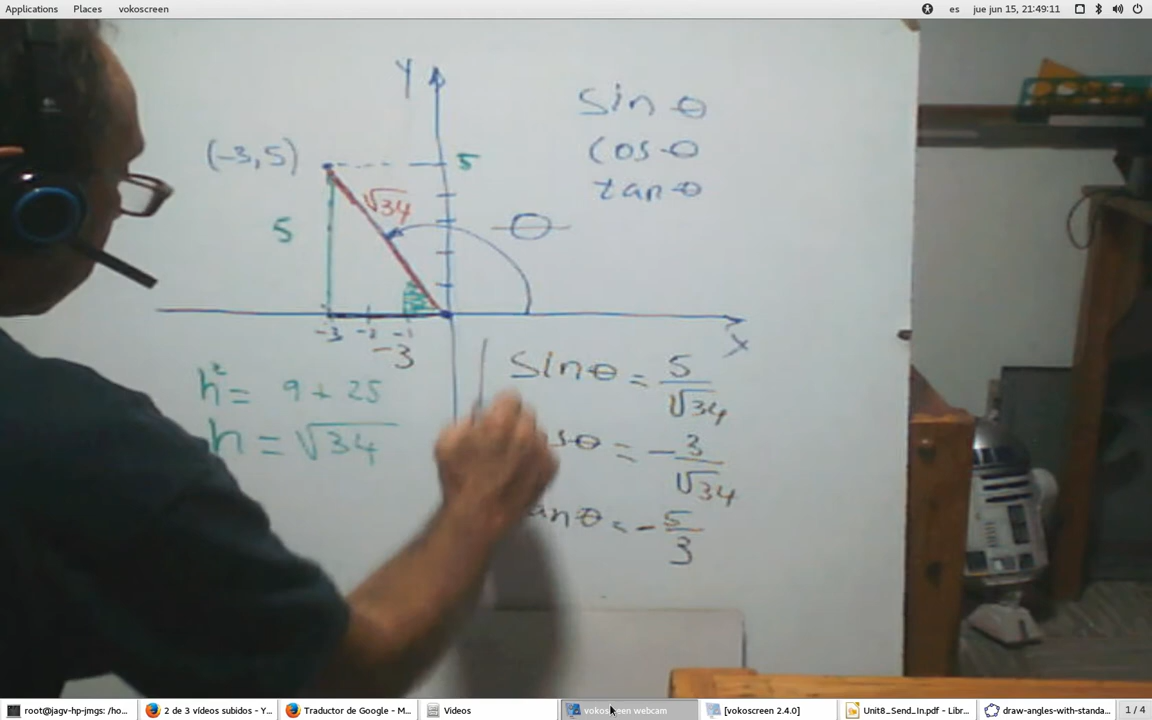 Applications Places vokoscreen es jue jun 15, 21:49:11
Y
sin θ
(-3,5) 5 cos θ
√34 tan θ
5 θ
-3 -2 -1
-3 X
h² = 9 + 25
h = √34
sin θ = 5/√34
θ = -3/√34
an θ = -5/3
root@jagv-hp-jmgs: /ho... 2 de 3 vídeos subidos - Y... Traductor de Google - M... Videos vokoscreen webcam [vokoscreen 2.4.0] Unit8_Send_In.pdf - Libr... draw-angles-with-standa... 1 / 4